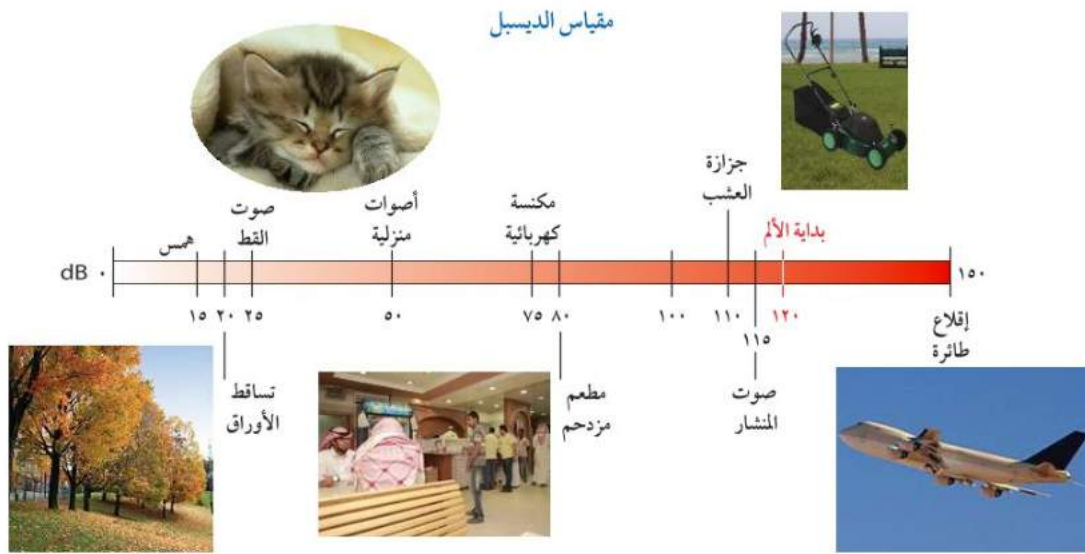 مقياس الديسبل
جزازة
العشب
مكنسة
كهربائية
أصوات
منزلية
صوت
القط
همس
بداية الألم
dB ٠
١٥٠
١٥ ٢٠ ٢٥ ٥٠ ٧٥ ٨٠ ١٠٠ ١١٠ ١١٥ ١٢٠
إقلاع
طائرة
تساقط
الأوراق
مطعم
مزدحم
صوت
المنشار